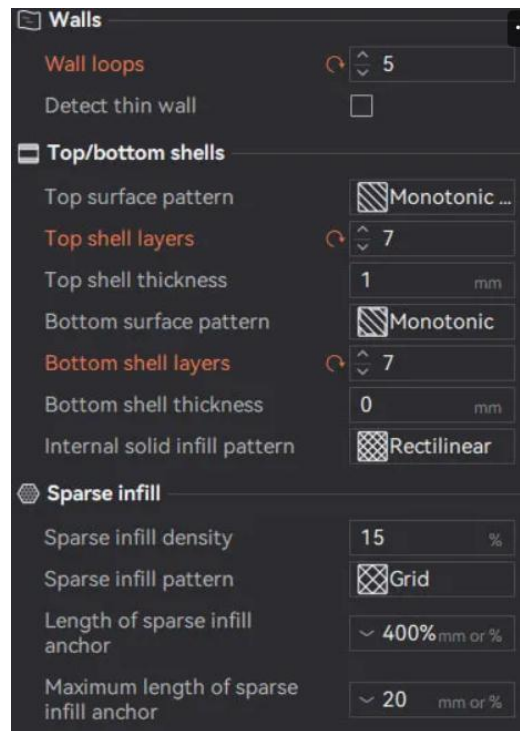 Walls
Wall loops 5
Detect thin wall
Top/bottom shells
Top surface pattern Monotonic ...
Top shell layers 7
Top shell thickness 1 mm
Bottom surface pattern Monotonic
Bottom shell layers 7
Bottom shell thickness 0 mm
Internal solid infill pattern Rectilinear
Sparse infill
Sparse infill density 15 %
Sparse infill pattern Grid
Length of sparse infill
anchor 400% mm or %
Maximum length of sparse
infill anchor 20 mm or %